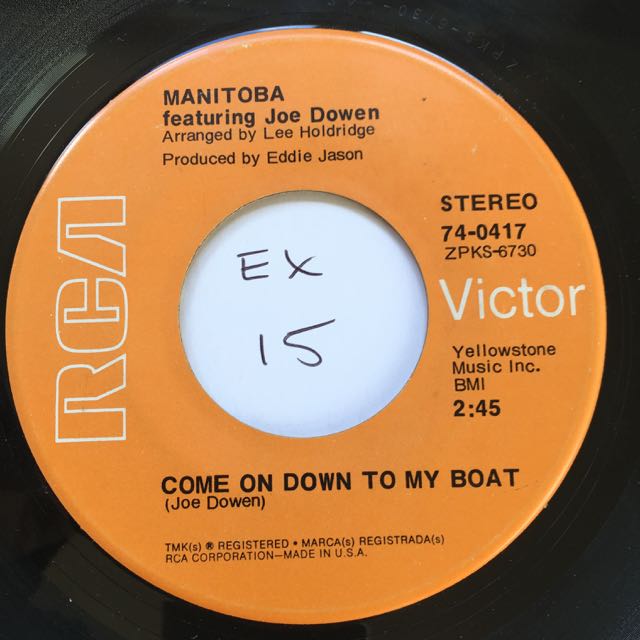 MANITOBA
featuring Joe Dowen
Arranged by Lee Holdridge
Produced by Eddie Jason
RCA
STEREO
74-0417
ZPKS-6730
Victor
EX
15
Yellowstone
Music Inc.
BMI
2:45
COME ON DOWN TO MY BOAT
(Joe Dowen)
TMK(s) ® REGISTERED • MARCA(s) REGISTRADA(s)
RCA CORPORATION—MADE IN U.S.A.